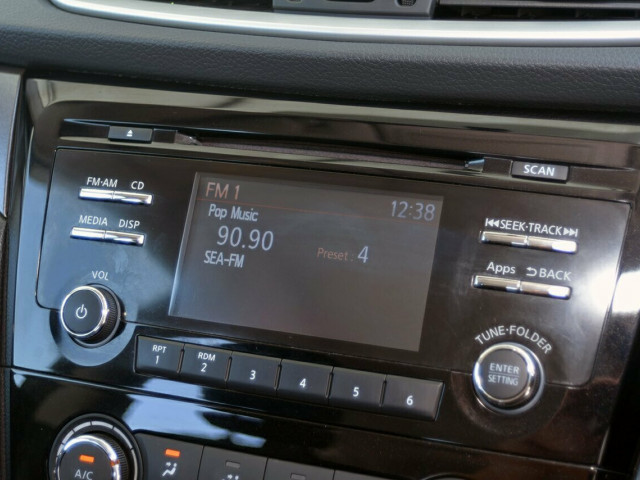 SCAN
FM·AM CD
MEDIA DISP
VOL
FM 1
12:38
Pop Music
90.90
Preset : 4
SEA-FM
SEEK·TRACK
Apps BACK
TUNE·FOLDER
ENTER
SETTING
RPT
1
RDM
2
3
4
5
6
A/C